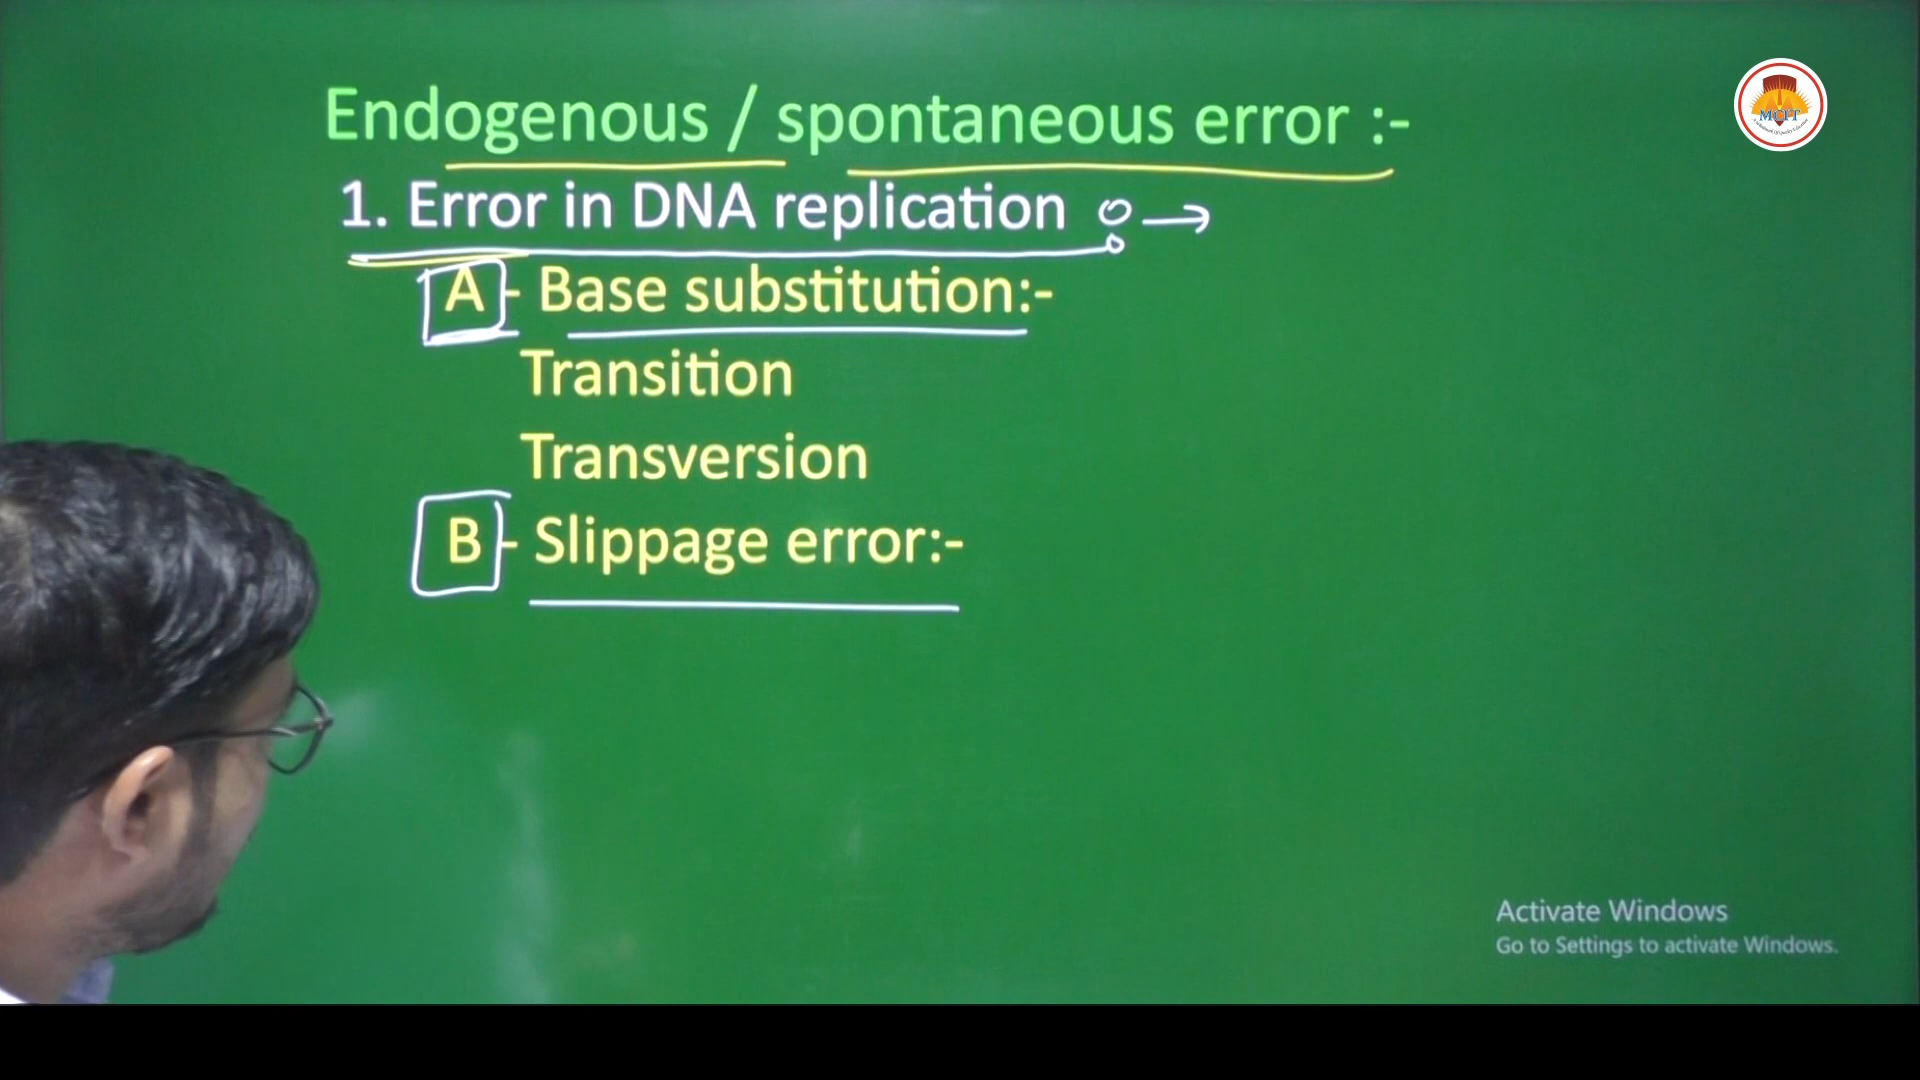 Endogenous / spontaneous error :-
1. Error in DNA replication
A - Base substitution:-
Transition
Transversion
B - Slippage error:-
MCPT
Activate Windows
Go to Settings to activate Windows.